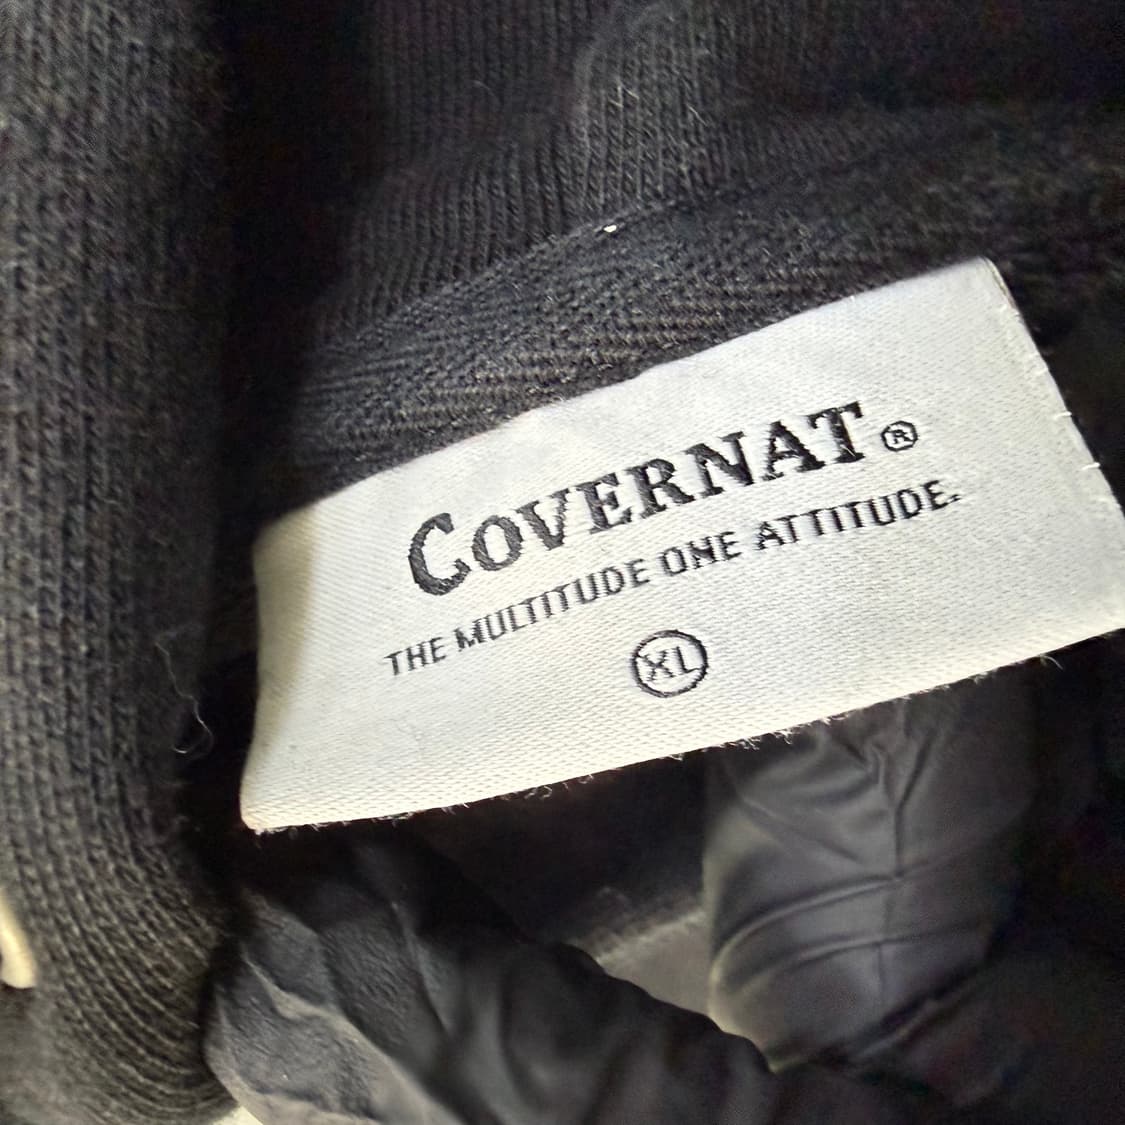 COVERNAT®
THE MULTITUDE ONE ATTITUDE.
XL